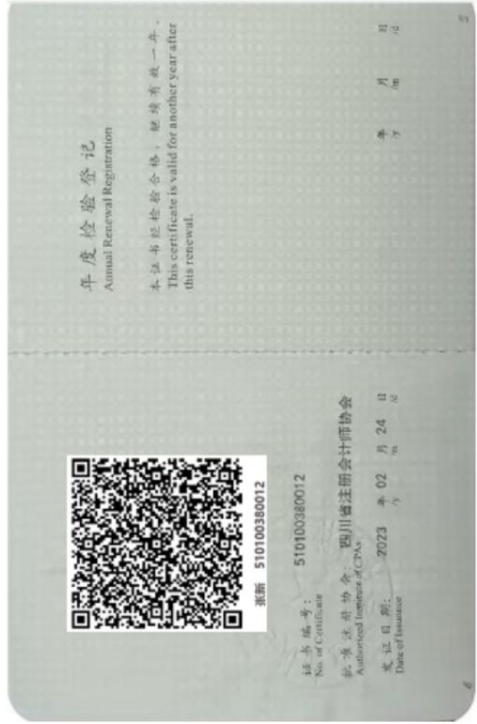 张新 510100380012
证书编号： 510100380012
No. of Certificate
批准注册协会： 四川省注册会计师协会
Authorized Institute of CPAs
发证日期： 2023 年 02 月 24 日
Date of Issuance /y /m /d
年度检验登记
Annual Renewal Registration
本证书经检验合格，继续有效一年。
This certificate is valid for another year after
this renewal.
年 月 日
/y /m /d